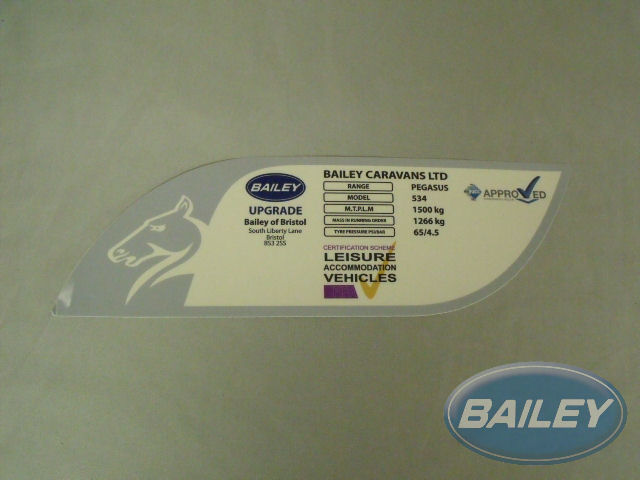 BAILEY
UPGRADE
Bailey of Bristol
South Liberty Lane
Bristol
BS3 2SS
BAILEY CARAVANS LTD
RANGE PEGASUS
MODEL 534
M.T.P.L.M 1500 kg
MASS IN RUNNING ORDER 1266 kg
TYRE PRESSURE PSI/BAR 65/4.5
CERTIFICATION SCHEME
LEISURE
ACCOMMODATION
VEHICLES
APPROVED
BAILEY